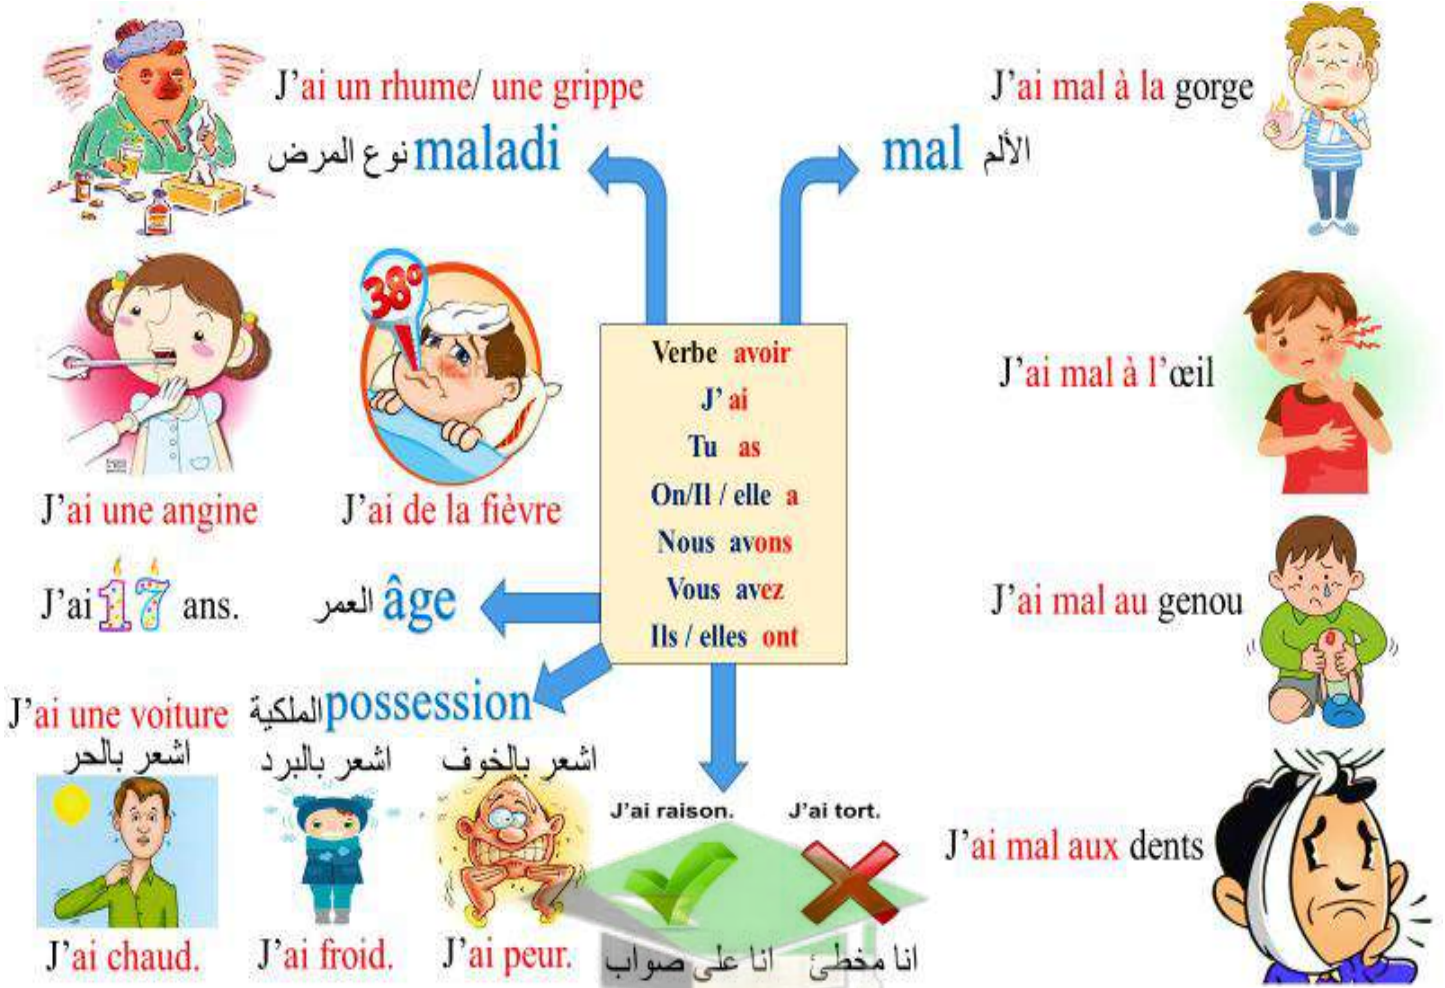 J'ai un rhume/ une grippe
maladi نوع المرض
38°
J'ai une angine
J'ai de la fièvre
J'ai 17 ans.
âge العمر
J'ai une voiture
possession الملكية
اشعر بالحر
اشعر بالبرد
اشعر بالخوف
J'ai chaud.
J'ai froid.
J'ai peur.
Verbe avoir
J' ai
Tu as
On/Il / elle a
Nous avons
Vous avez
Ils / elles ont
J'ai raison.
J'ai tort.
انا على صواب
انا مخطئ
J'ai mal à la gorge
mal الألم
J'ai mal à l'œil
J'ai mal au genou
J'ai mal aux dents